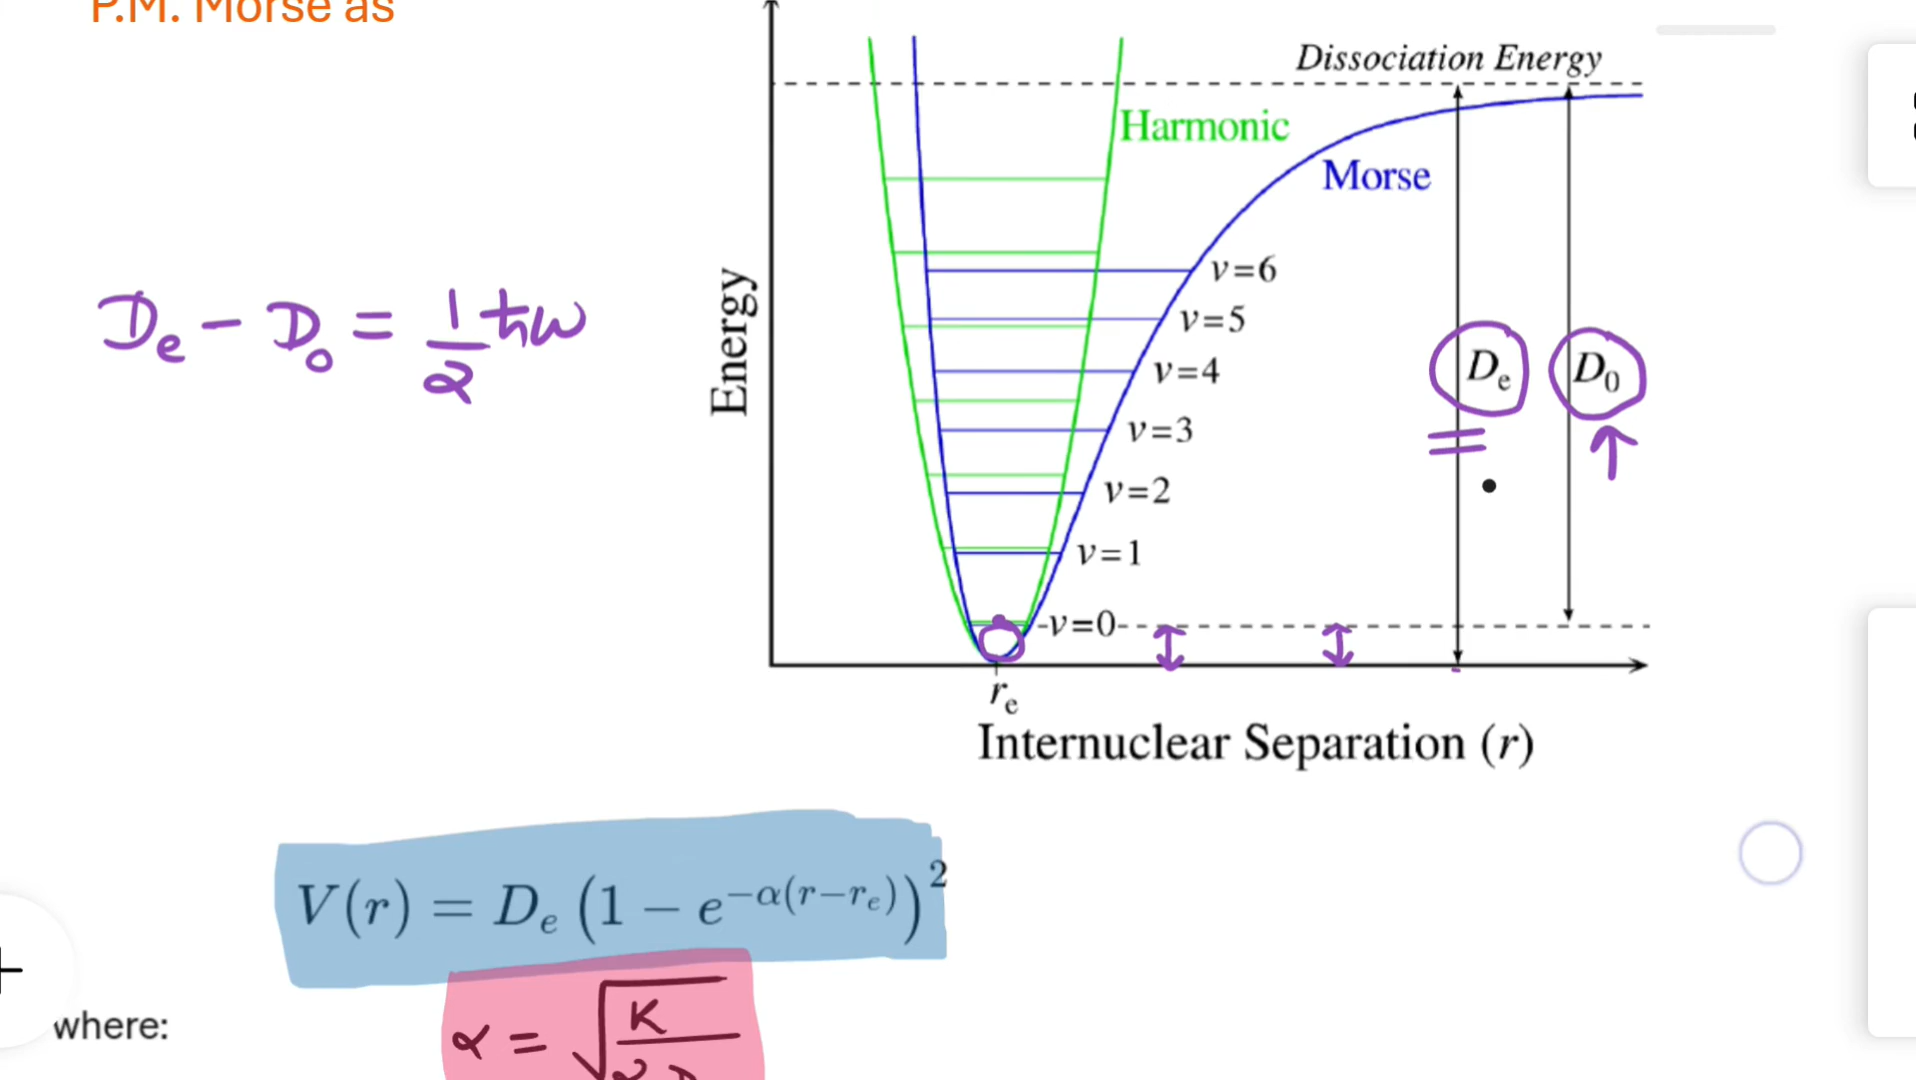 P.M. Morse as
Dissociation Energy
Harmonic
Morse
v=6
v=5
v=4
v=3
v=2
v=1
v=0
Energy
De
D0
De - D0 = 1/2 ħω
re
Internuclear Separation (r)
V(r) = De (1 − e^−α(r−re))^2
where:
α = √K